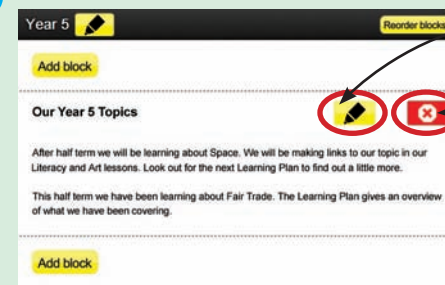 Year 5
Reorder blocks
Add block
Our Year 5 Topics
After half term we will be learning about Space. We will be making links to our topic in our
Literacy and Art lessons. Look out for the next Learning Plan to find out a little more.
This half term we have been learning about Fair Trade. The Learning Plan gives an overview
of what we have been covering.
Add block